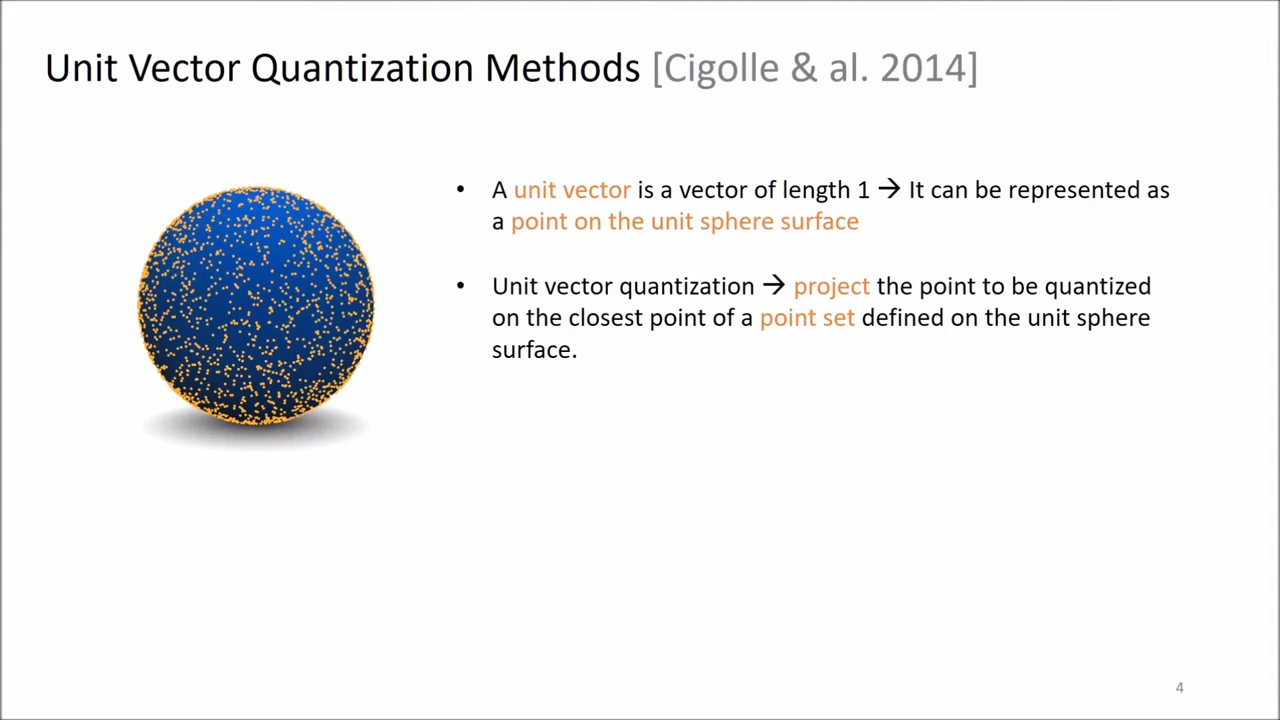 Unit Vector Quantization Methods [Cigolle & al. 2014]
• A unit vector is a vector of length 1 → It can be represented as
a point on the unit sphere surface
• Unit vector quantization → project the point to be quantized
on the closest point of a point set defined on the unit sphere
surface.
4